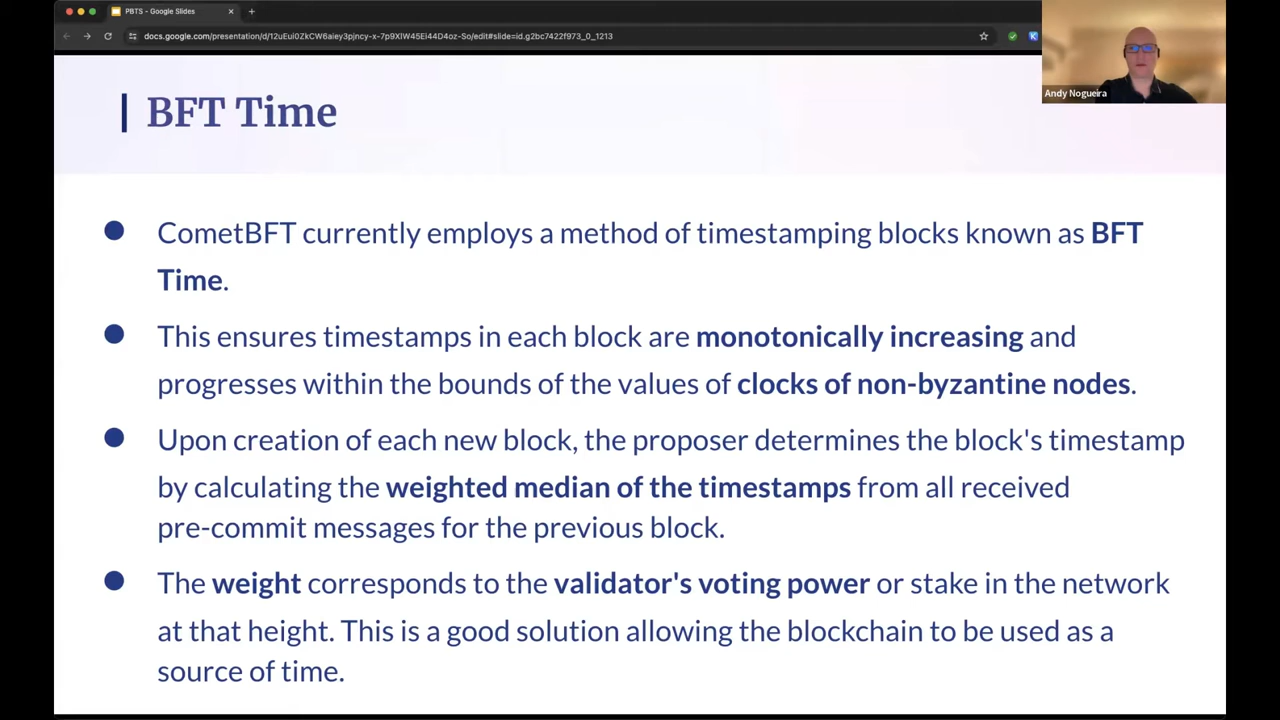 PBTS - Google Slides
docs.google.com/presentation/d/12uEui0ZkCW6aiey3pjncy-x-7p9XIW45Ei44D4oz-So/edit#slide=id.g2bc7422f973_0_1213
Andy Nogueira
BFT Time
CometBFT currently employs a method of timestamping blocks known as BFT
Time.
This ensures timestamps in each block are monotonically increasing and
progresses within the bounds of the values of clocks of non-byzantine nodes.
Upon creation of each new block, the proposer determines the block's timestamp
by calculating the weighted median of the timestamps from all received
pre-commit messages for the previous block.
The weight corresponds to the validator's voting power or stake in the network
at that height. This is a good solution allowing the blockchain to be used as a
source of time.